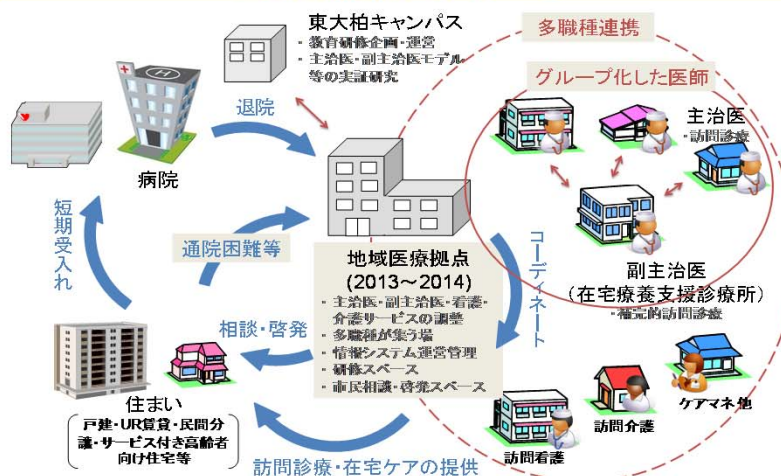 東大柏キャンパス
・教育研修企画・運営
・主治医・副主治医モデル
等の実証研究
多職種連携
グループ化した医師
主治医
・訪問診療
退院
病院
短期受入れ
通院困難等
地域医療拠点
(2013～2014)
・主治医・副主治医・看護・
介護サービスの調整
・多職種が集う場
・情報システム運営管理
・研修スペース
・市民相談・啓発スペース
コーディネート
副主治医
(在宅療養支援診療所)
・補完的訪問診療
相談・啓発
住まい
戸建・UR賃貸・民間分
譲・サービス付き高齢者
向け住宅等
訪問看護
訪問介護
ケアマネ他
訪問診療・在宅ケアの提供